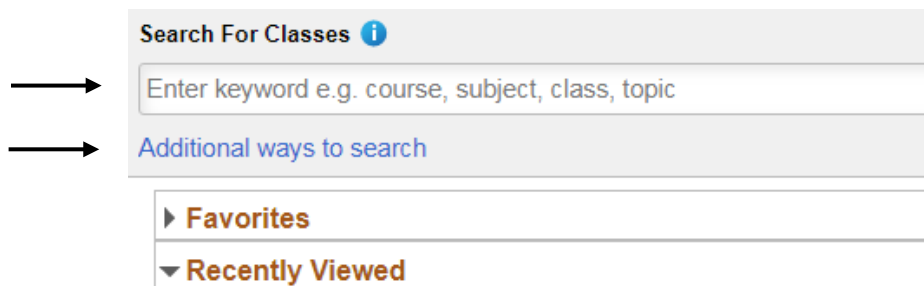 Search For Classes
Enter keyword e.g. course, subject, class, topic
Additional ways to search
Favorites
Recently Viewed